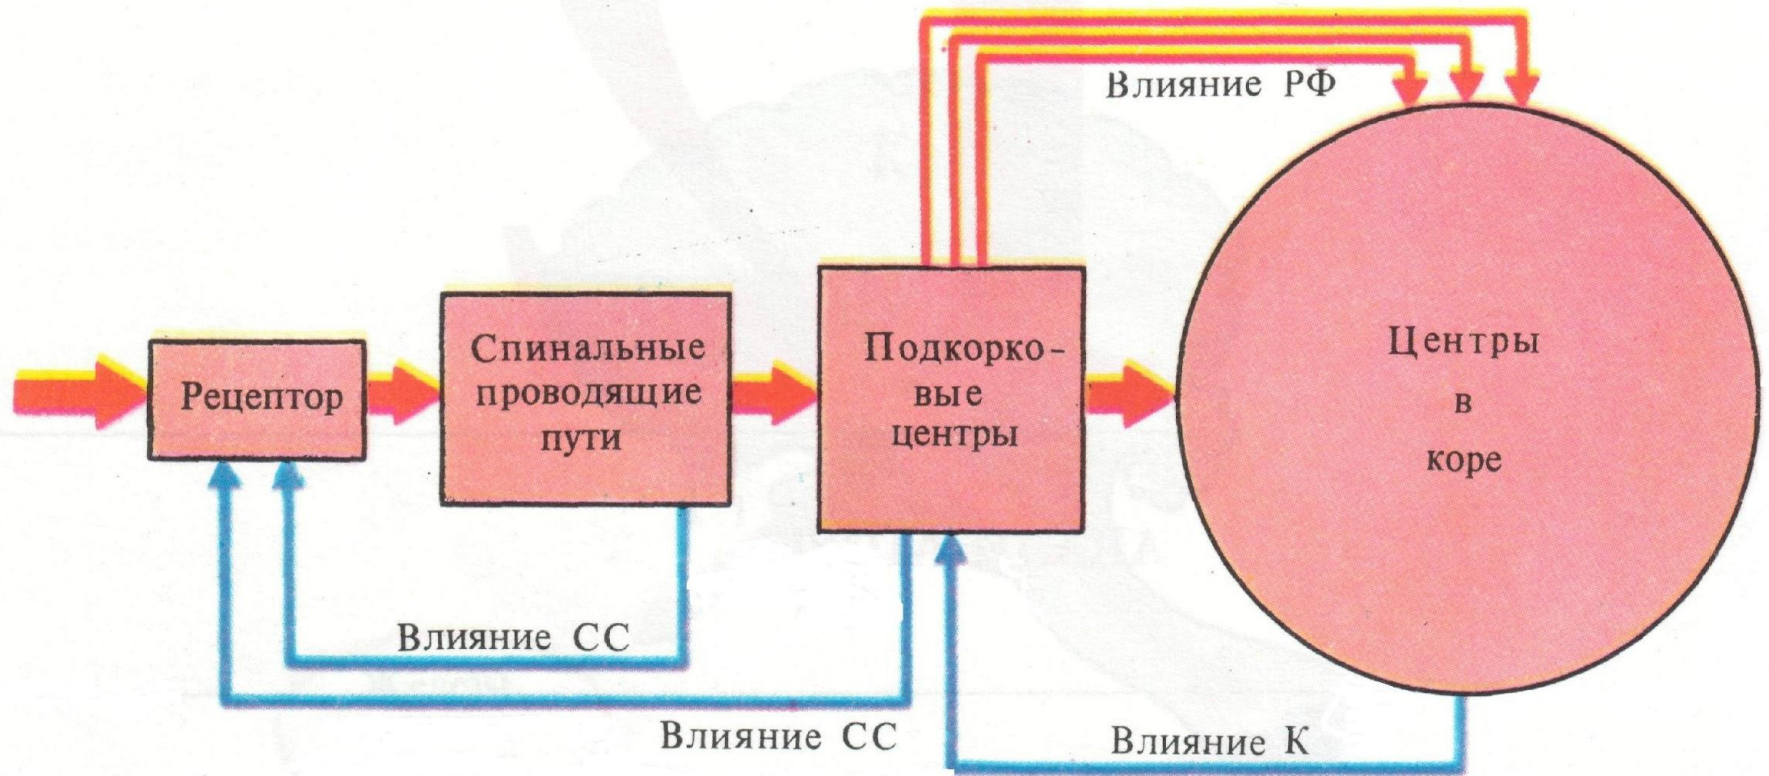 Влияние РФ
Рецептор
Спинальные
проводящие
пути
Подкорко-
вые
центры
Центры
в
коре
Влияние СС
Влияние СС
Влияние К